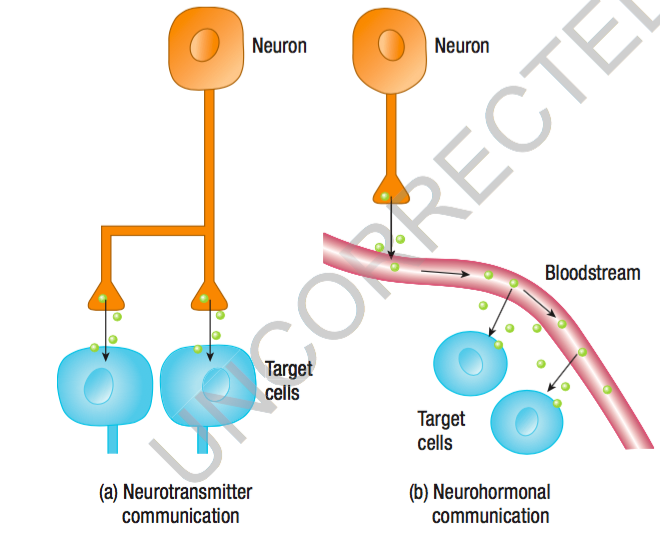 Neuron
Neuron
Bloodstream
Target
cells
Target
cells
(a) Neurotransmitter
communication
(b) Neurohormonal
communication
UNCORRECTED